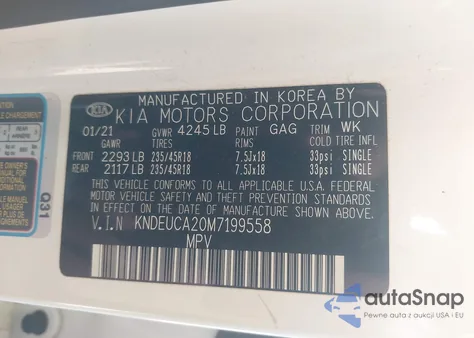 MANUFACTURED IN KOREA BY
KIA
KIA MOTORS CORPORATION
01/21 GVWR 4245 LB PAINT GAG TRIM WK
GAWR TIRES RIMS COLD TIRE INFL
FRONT 2293 LB 235/45R18 7.5Jx18 33psi SINGLE
REAR 2117 LB 235/45R18 7.5Jx18 33psi SINGLE
THIS VEHICLE CONFORMS TO ALL APPLICABLE U.S.A. FEDERAL
MOTOR VEHICLE SAFETY AND THEFT PREVENTION STANDARDS
IN EFFECT ON THE DATE OF MANUFACTURE SHOWN ABOVE.
V.I.N KNDEUCA20M7199558
MPV
Q31
autoSnap
Pewne auta z aukcji USA i EU